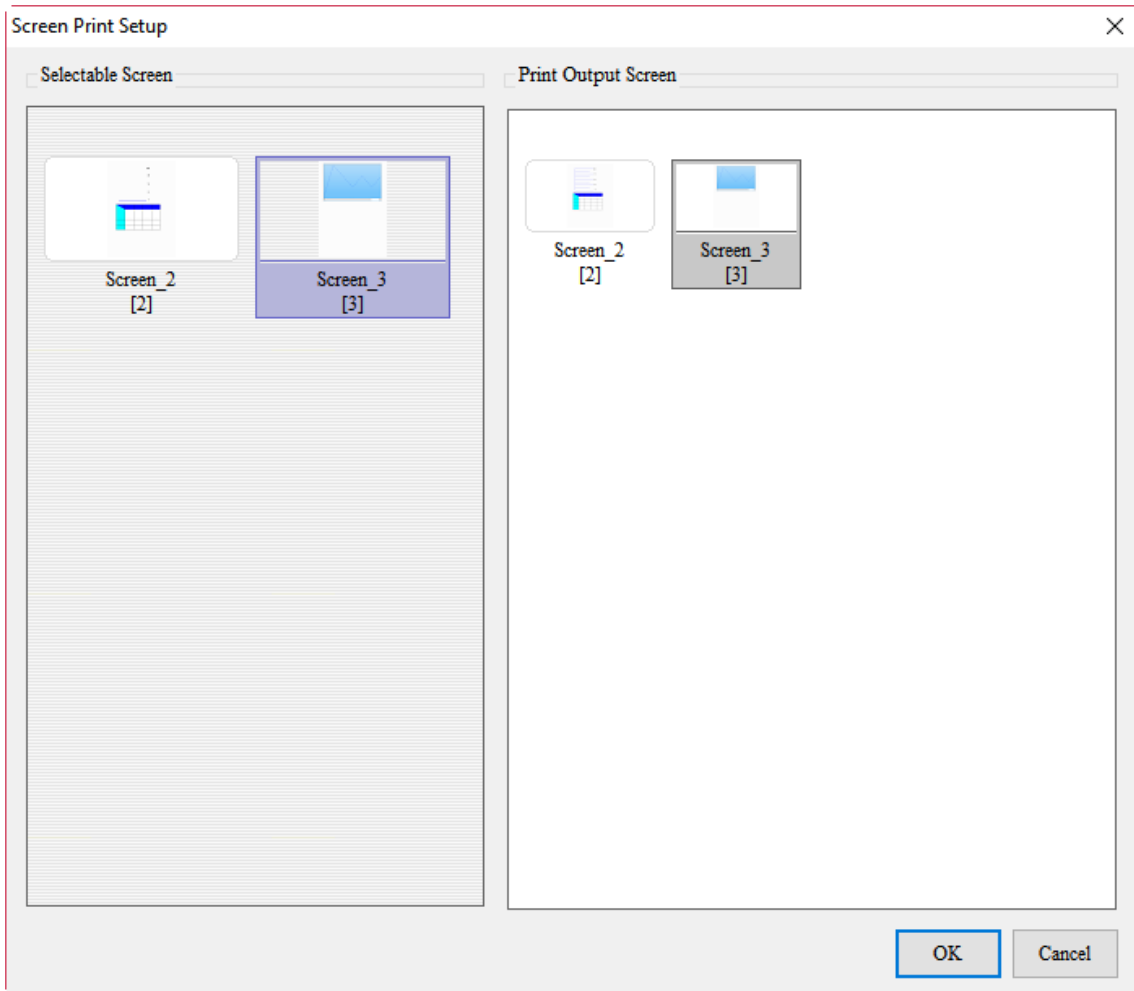 Screen Print Setup
Selectable Screen
Screen_2
[2]
Screen_3
[3]
Print Output Screen
Screen_2
[2]
Screen_3
[3]
OK
Cancel